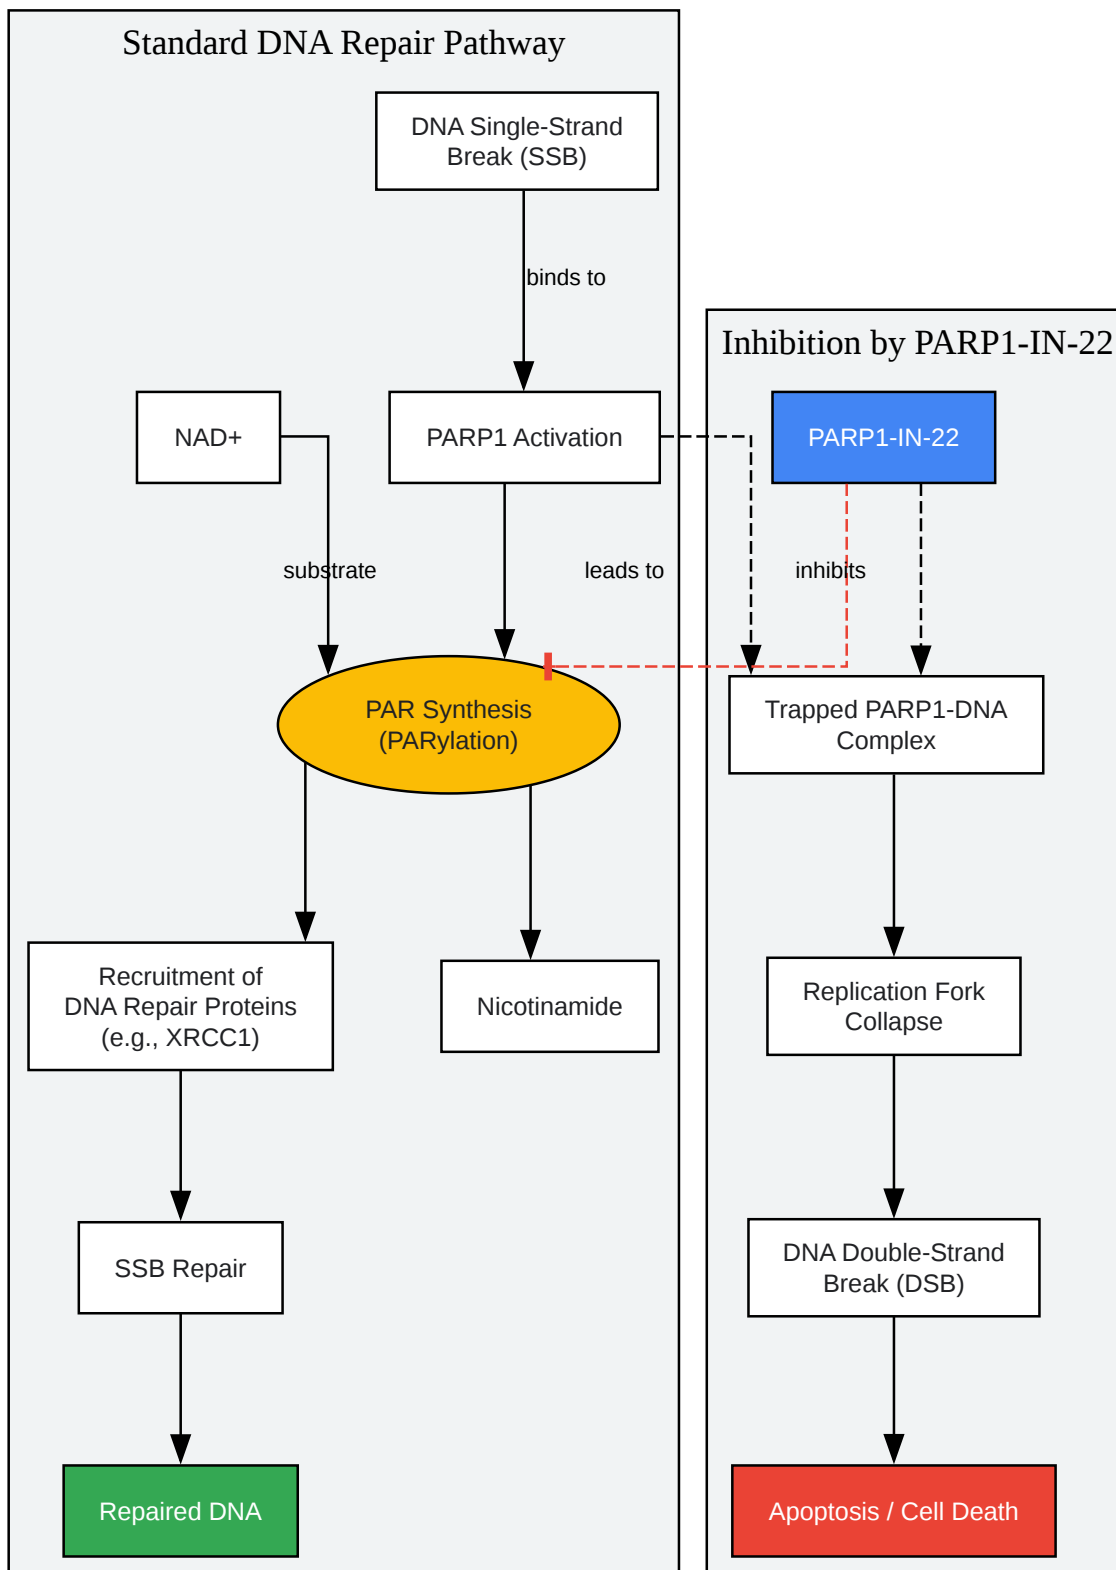 Standard DNA Repair Pathway
DNA Single-Strand
Break (SSB)
binds to
Inhibition by PARP1-IN-22
NAD+
PARP1 Activation
PARP1-IN-22
substrate
leads to
inhibits
PAR Synthesis
(PARylation)
Trapped PARP1-DNA
Complex
Recruitment of
DNA Repair Proteins
(e.g., XRCC1)
Nicotinamide
Replication Fork
Collapse
SSB Repair
DNA Double-Strand
Break (DSB)
Repaired DNA
Apoptosis / Cell Death